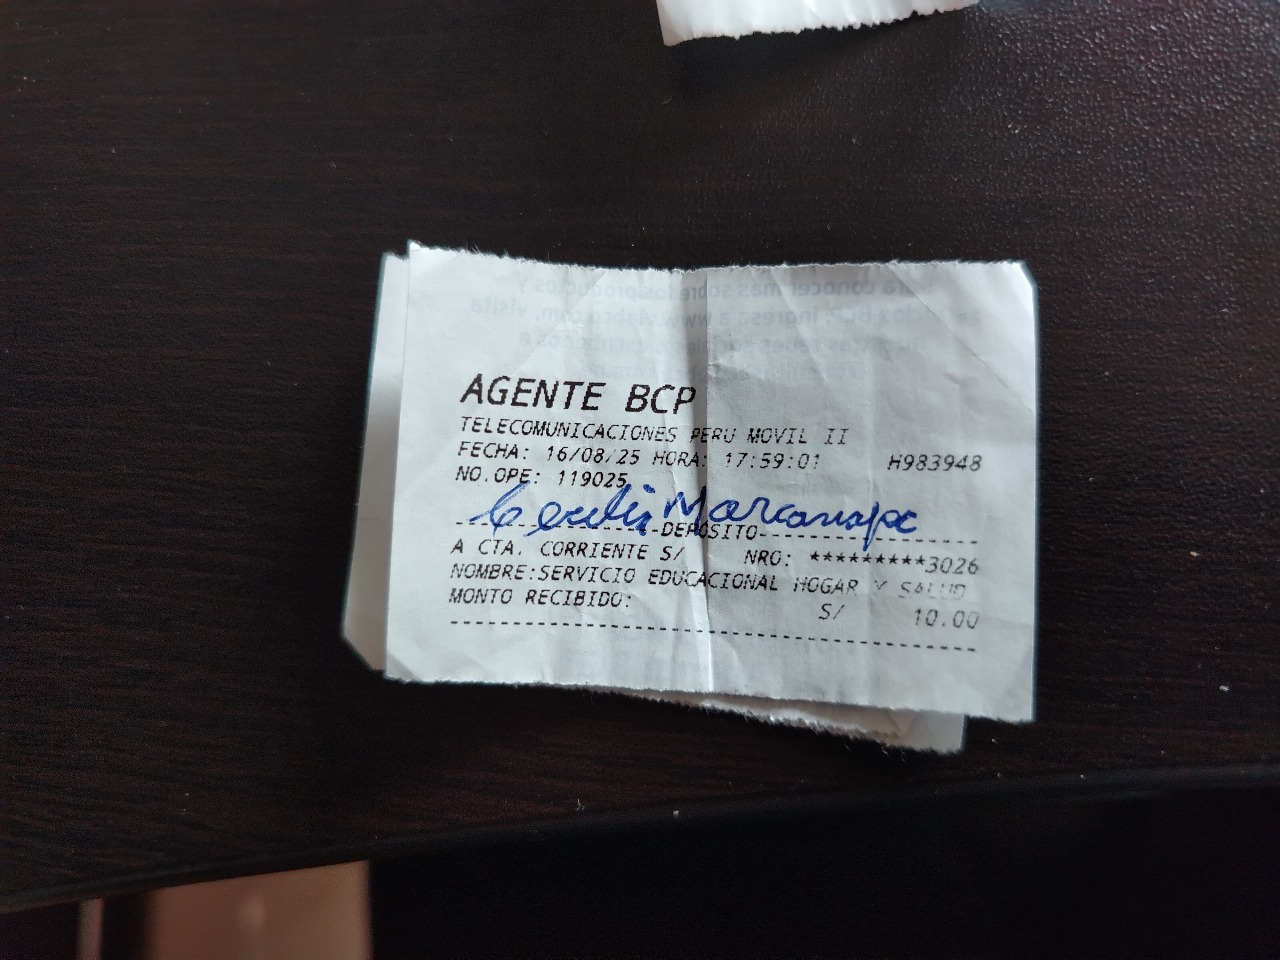 AGENTE BCP
TELECOMUNICACIONES PERU MOVIL II
FECHA: 16/08/25 HORA: 17:59:01 H983948
NO.OPE: 119025
---DEPÓSITO---
A CTA. CORRIENTE S/ NRO: *********3026
NOMBRE:SERVICIO EDUCACIONAL HOGAR Y SALUD
MONTO RECIBIDO: S/ 10.00